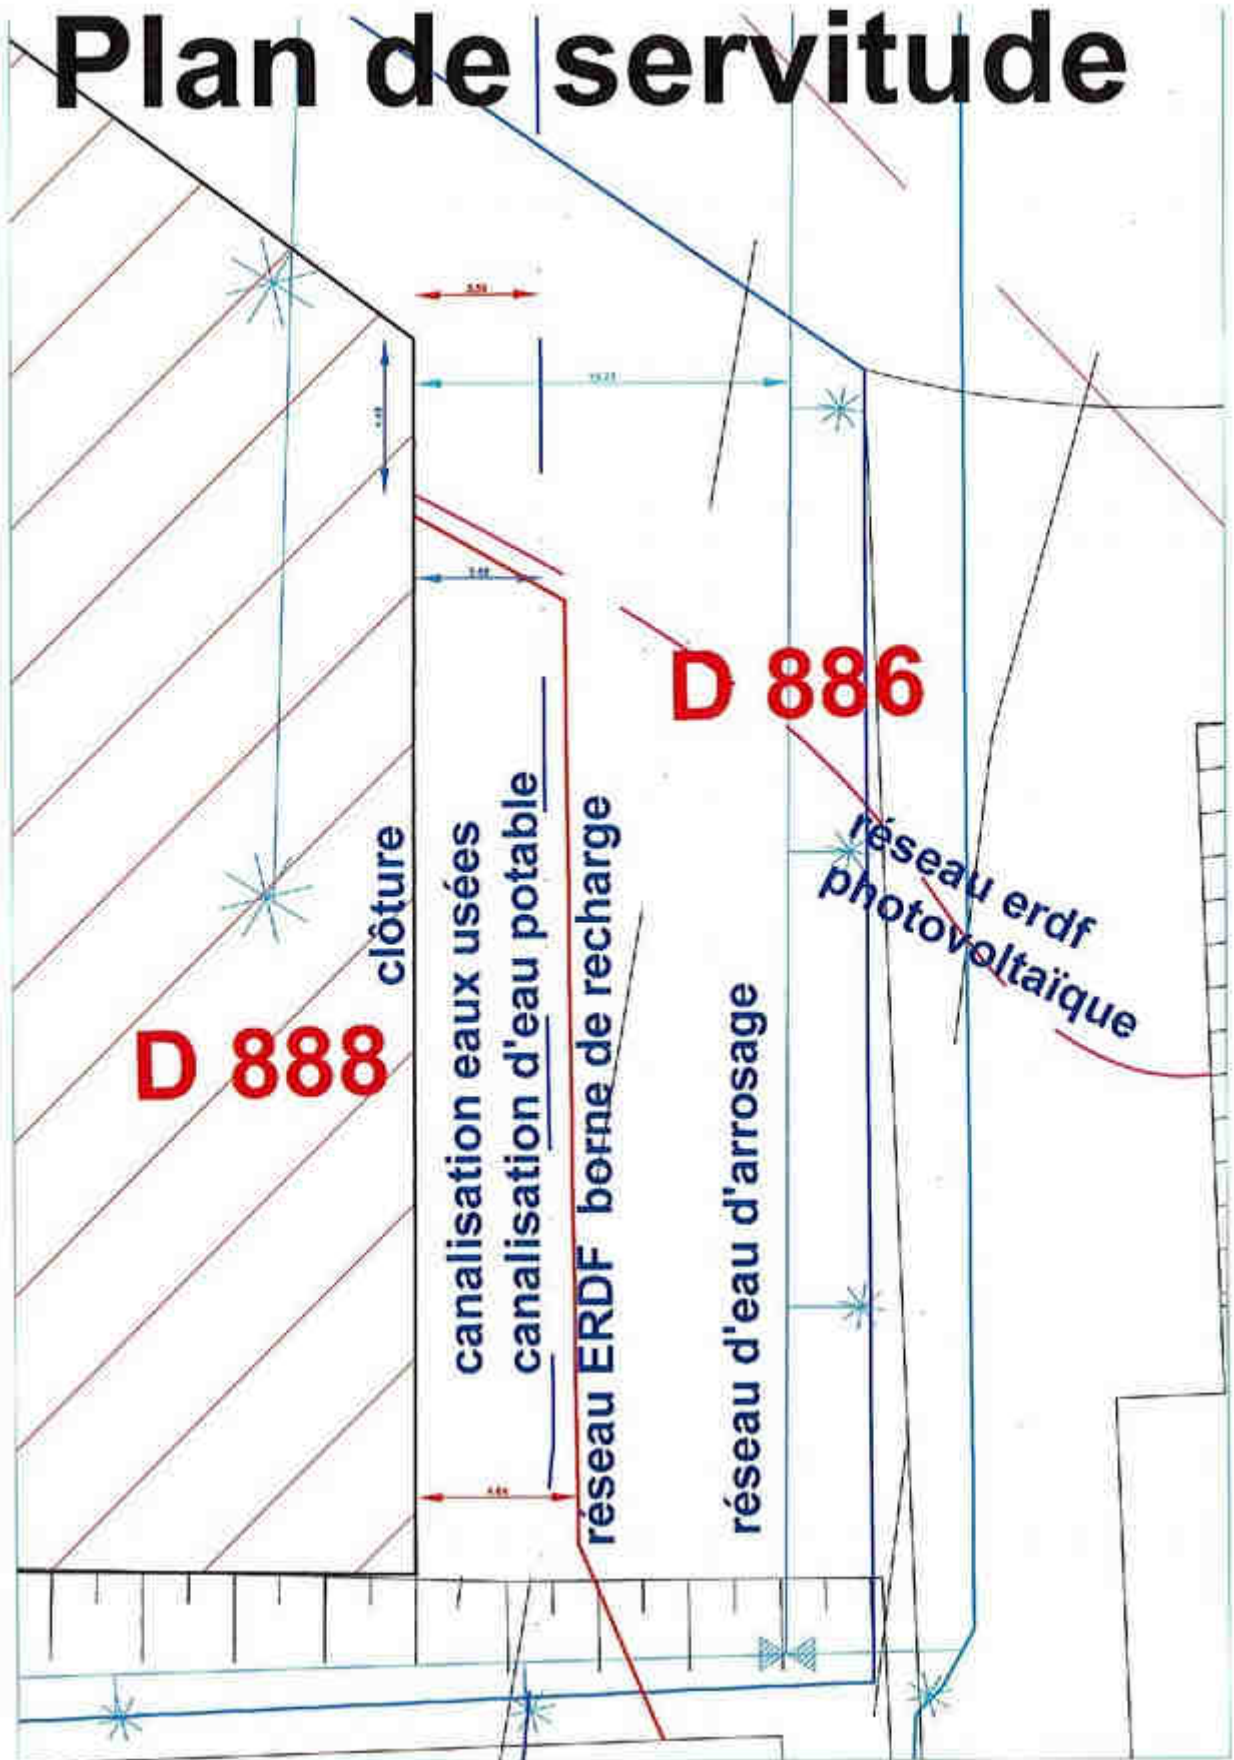 Plan de servitude
D 886
D 888
clôture
canalisation eaux usées
canalisation d'eau potable
réseau ERDF borne de recharge
réseau d'eau d'arrosage
réseau erdf
photovoltaïque